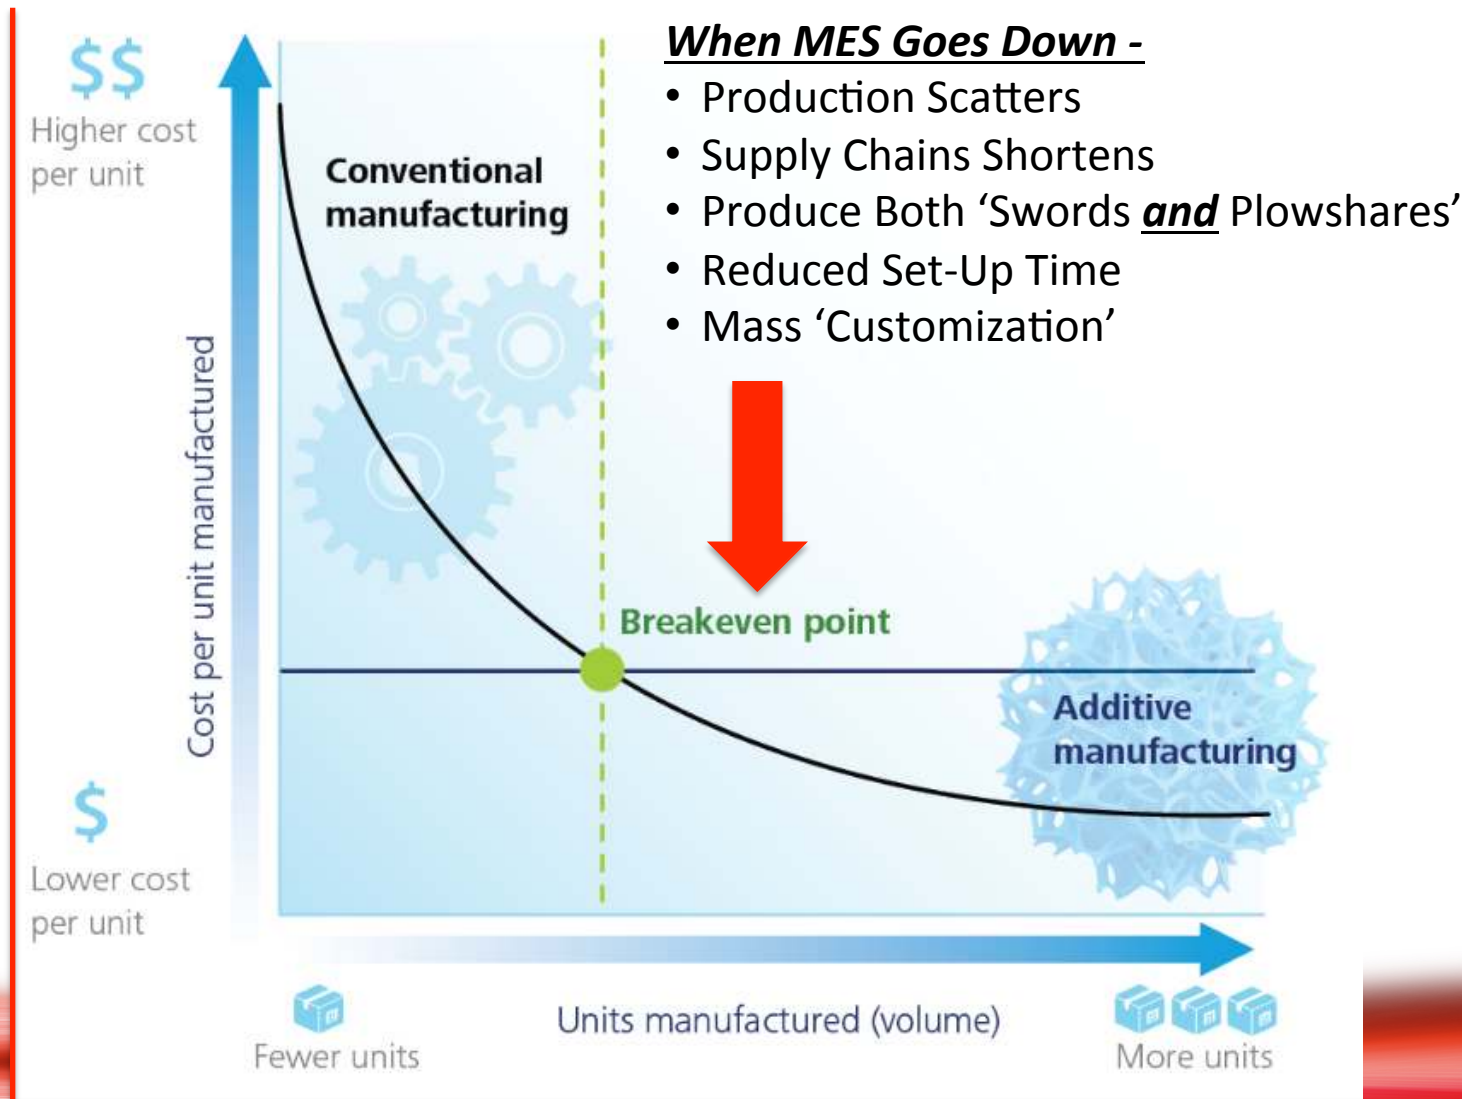 $$
Higher cost
per unit
When MES Goes Down -
• Production Scatters
• Supply Chains Shortens
• Produce Both ‘Swords and Plowshares’
• Reduced Set-Up Time
• Mass ‘Customization’
Conventional
manufacturing
Cost per unit manufactured
Breakeven point
Additive
manufacturing
$
Lower cost
per unit
Units manufactured (volume)
Fewer units
More units